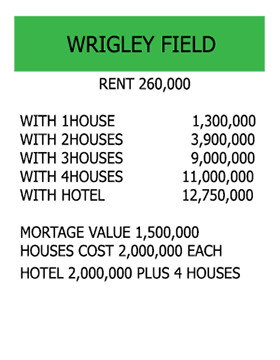 WRIGLEY FIELD
RENT 260,000
WITH 1HOUSE 1,300,000
WITH 2HOUSES 3,900,000
WITH 3HOUSES 9,000,000
WITH 4HOUSES 11,000,000
WITH HOTEL 12,750,000
MORTAGE VALUE 1,500,000
HOUSES COST 2,000,000 EACH
HOTEL 2,000,000 PLUS 4 HOUSES